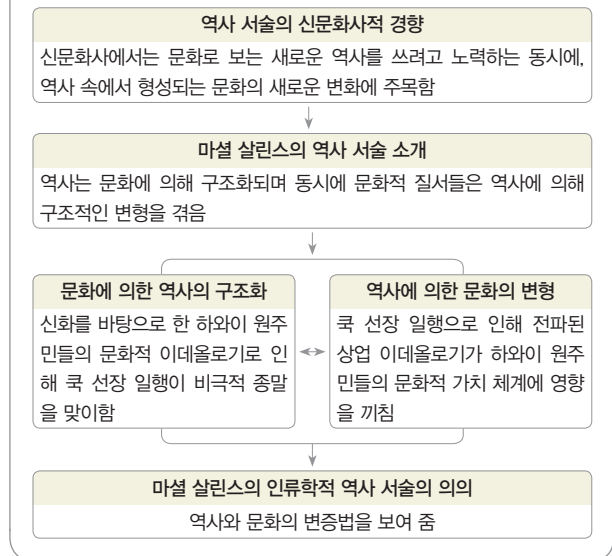 역사 서술의 신문화사적 경향
신문화사에서는 문화로 보는 새로운 역사를 쓰려고 노력하는 동시에,
역사 속에서 형성되는 문화의 새로운 변화에 주목함
마셜 살린스의 역사 서술 소개
역사는 문화에 의해 구조화되며 동시에 문화적 질서들은 역사에 의해
구조적인 변형을 겪음
문화에 의한 역사의 구조화
신화를 바탕으로 한 하와이 원주
민들의 문화적 이데올로기로 인
해 쿡 선장 일행이 비극적 종말
을 맞이함
역사에 의한 문화의 변형
쿡 선장 일행으로 인해 전파된
상업 이데올로기가 하와이 원주
민들의 문화적 가치 체계에 영향
을 끼침
마셜 살린스의 인류학적 역사 서술의 의의
역사와 문화의 변증법을 보여 줌